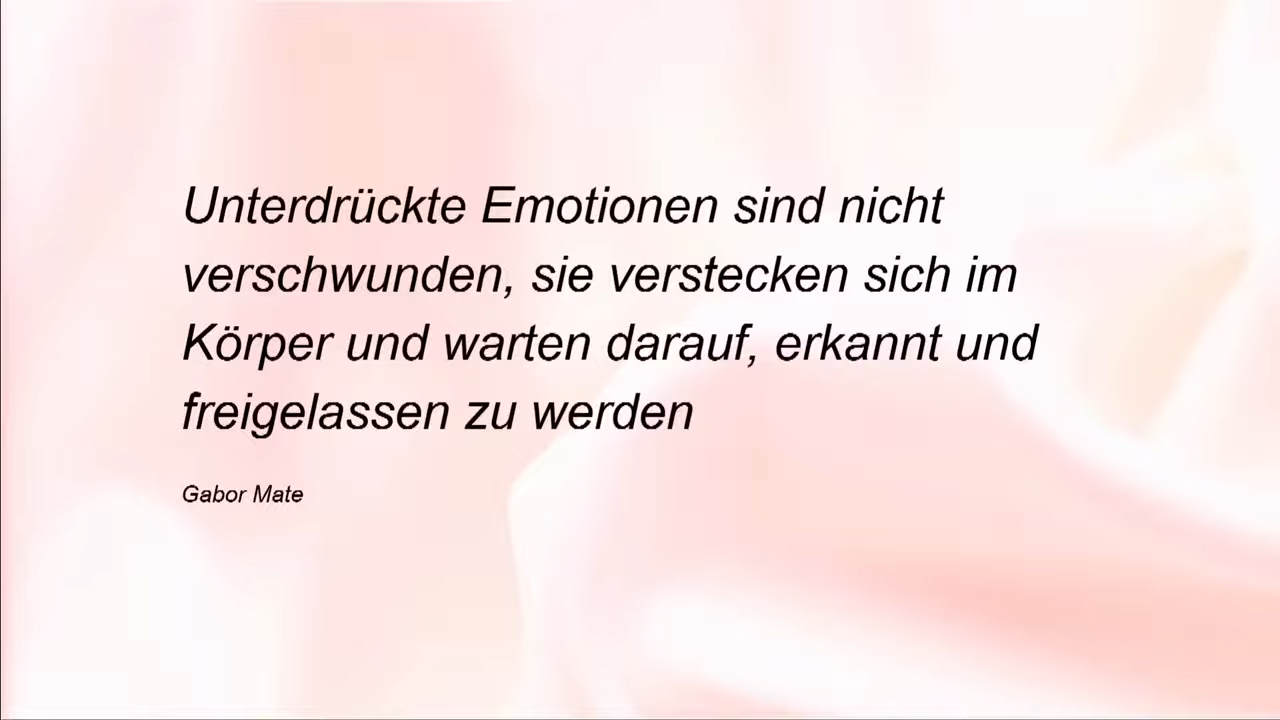 Unterdrückte Emotionen sind nicht
verschwunden, sie verstecken sich im
Körper und warten darauf, erkannt und
freigelassen zu werden
Gabor Mate